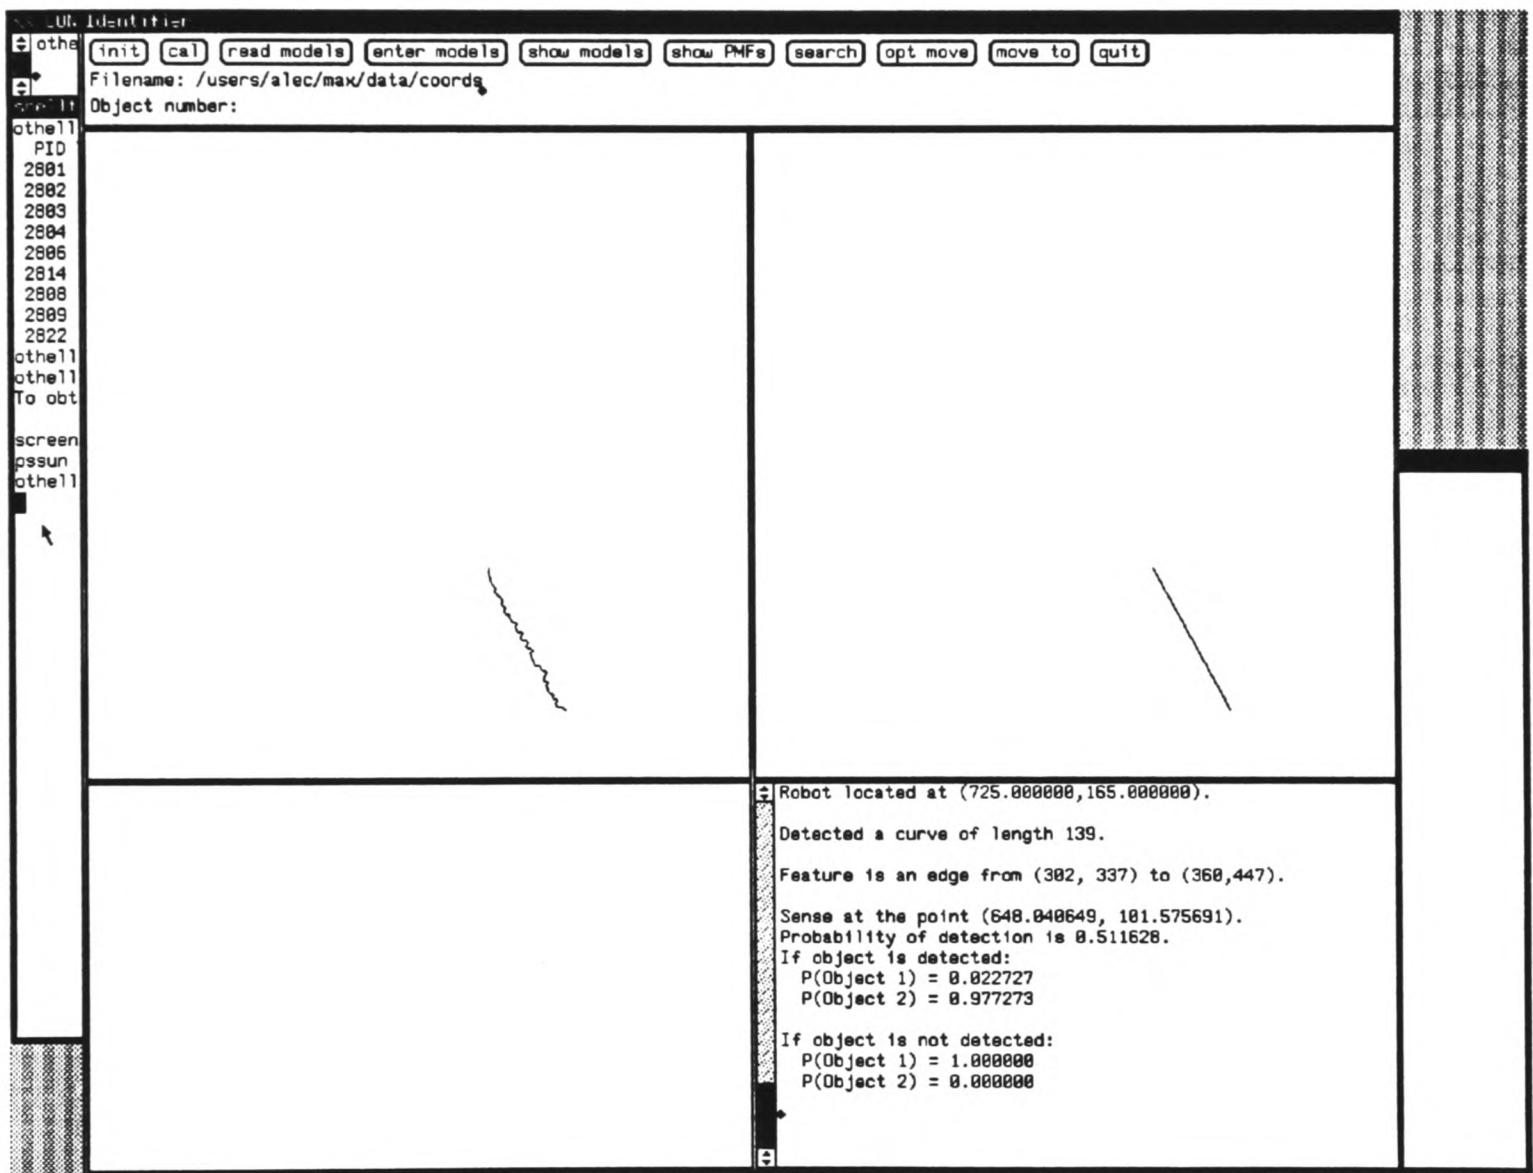 Identifier
othe
init cal read models enter models show models show PMFs search opt move move to quit
Filename: /users/alec/max/data/coords
Object number:
othell
PID
2801
2802
2803
2804
2806
2814
2808
2809
2822
othell
othell
To obt
screen
pssun
othell
Robot located at (725.000000,165.000000).
Detected a curve of length 139.
Feature is an edge from (302, 337) to (360,447).
Sense at the point (648.040649, 101.575691).
Probability of detection is 0.511628.
If object is detected:
P(Object 1) = 0.022727
P(Object 2) = 0.977273
If object is not detected:
P(Object 1) = 1.000000
P(Object 2) = 0.000000